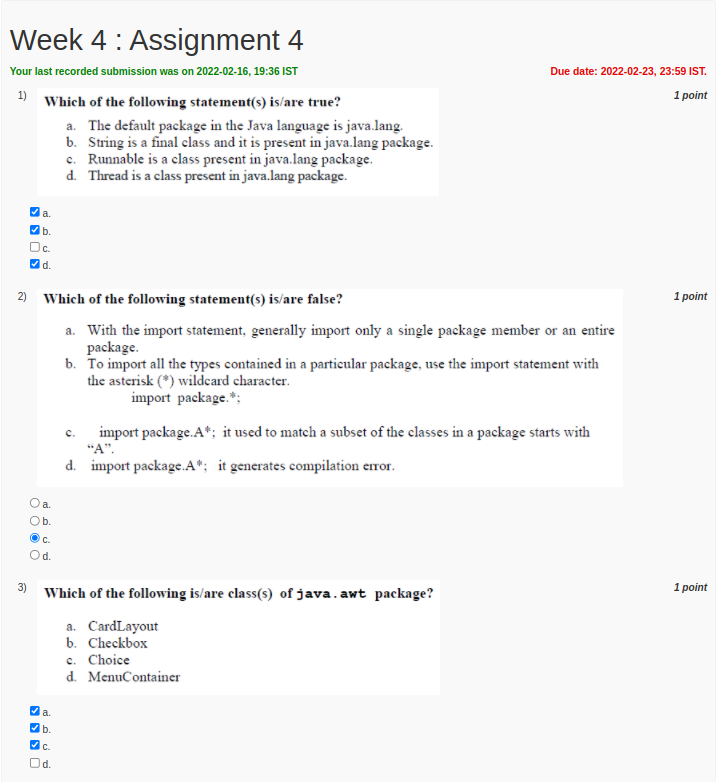 Week 4 : Assignment 4
Your last recorded submission was on 2022-02-16, 19:36 IST
Due date: 2022-02-23, 23:59 IST.
1)
Which of the following statement(s) is/are true?
1 point
a. The default package in the Java language is java.lang.
b. String is a final class and it is present in java.lang package.
c. Runnable is a class present in java.lang package.
d. Thread is a class present in java.lang package.
a.
b.
c.
d.
2)
Which of the following statement(s) is/are false?
1 point
a. With the import statement, generally import only a single package member or an entire
package.
b. To import all the types contained in a particular package, use the import statement with
the asterisk (*) wildcard character.
import package.*;
c. import package.A*; it used to match a subset of the classes in a package starts with
“A”.
d. import package.A*; it generates compilation error.
a.
b.
c.
d.
3)
Which of the following is/are class(s) of java.awt package?
1 point
a. CardLayout
b. Checkbox
c. Choice
d. MenuContainer
a.
b.
c.
d.